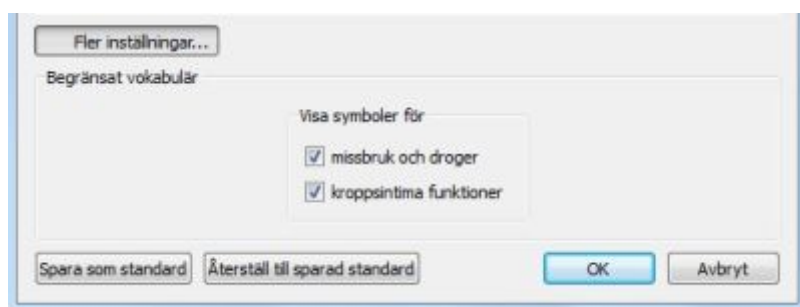 Fler inställningar...
Begränsat vokabulär
Visa symboler för
missbruk och droger
kroppsintima funktioner
Spara som standard Återställ till sparad standard OK Avbryt